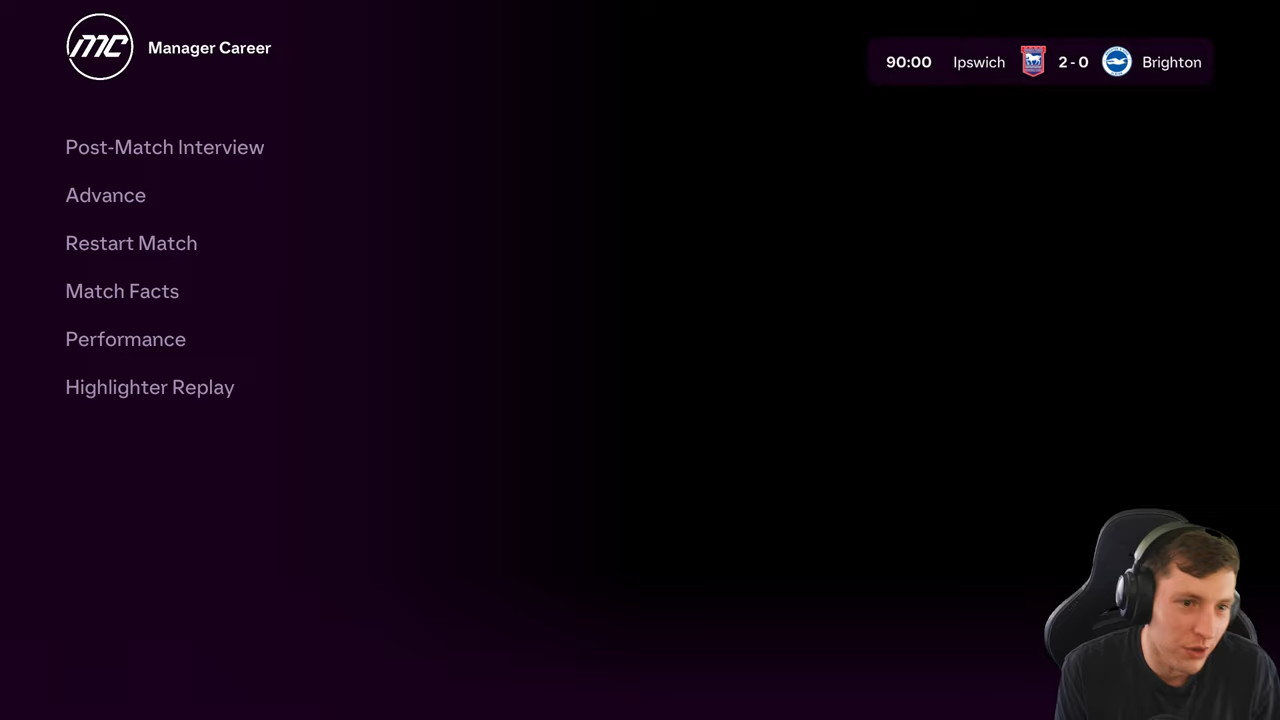 MC Manager Career
90:00 Ipswich 2 - 0 Brighton
Post-Match Interview
Advance
Restart Match
Match Facts
Performance
Highlighter Replay